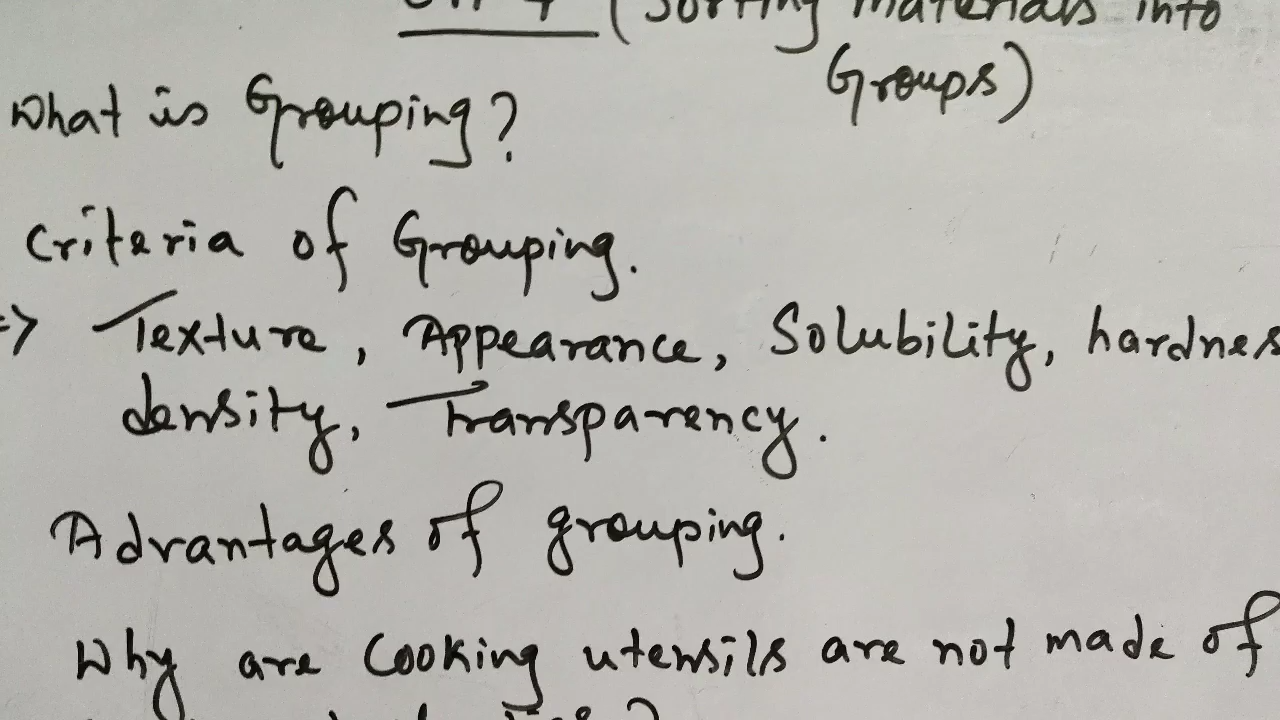 (Sorting Materials into
Groups)
What is Grouping?
Criteria of Grouping.
=> Texture, Appearance, Solubility, hardnes
density, Transparency.
Advantages of grouping.
Why are Cooking utensils are not made of